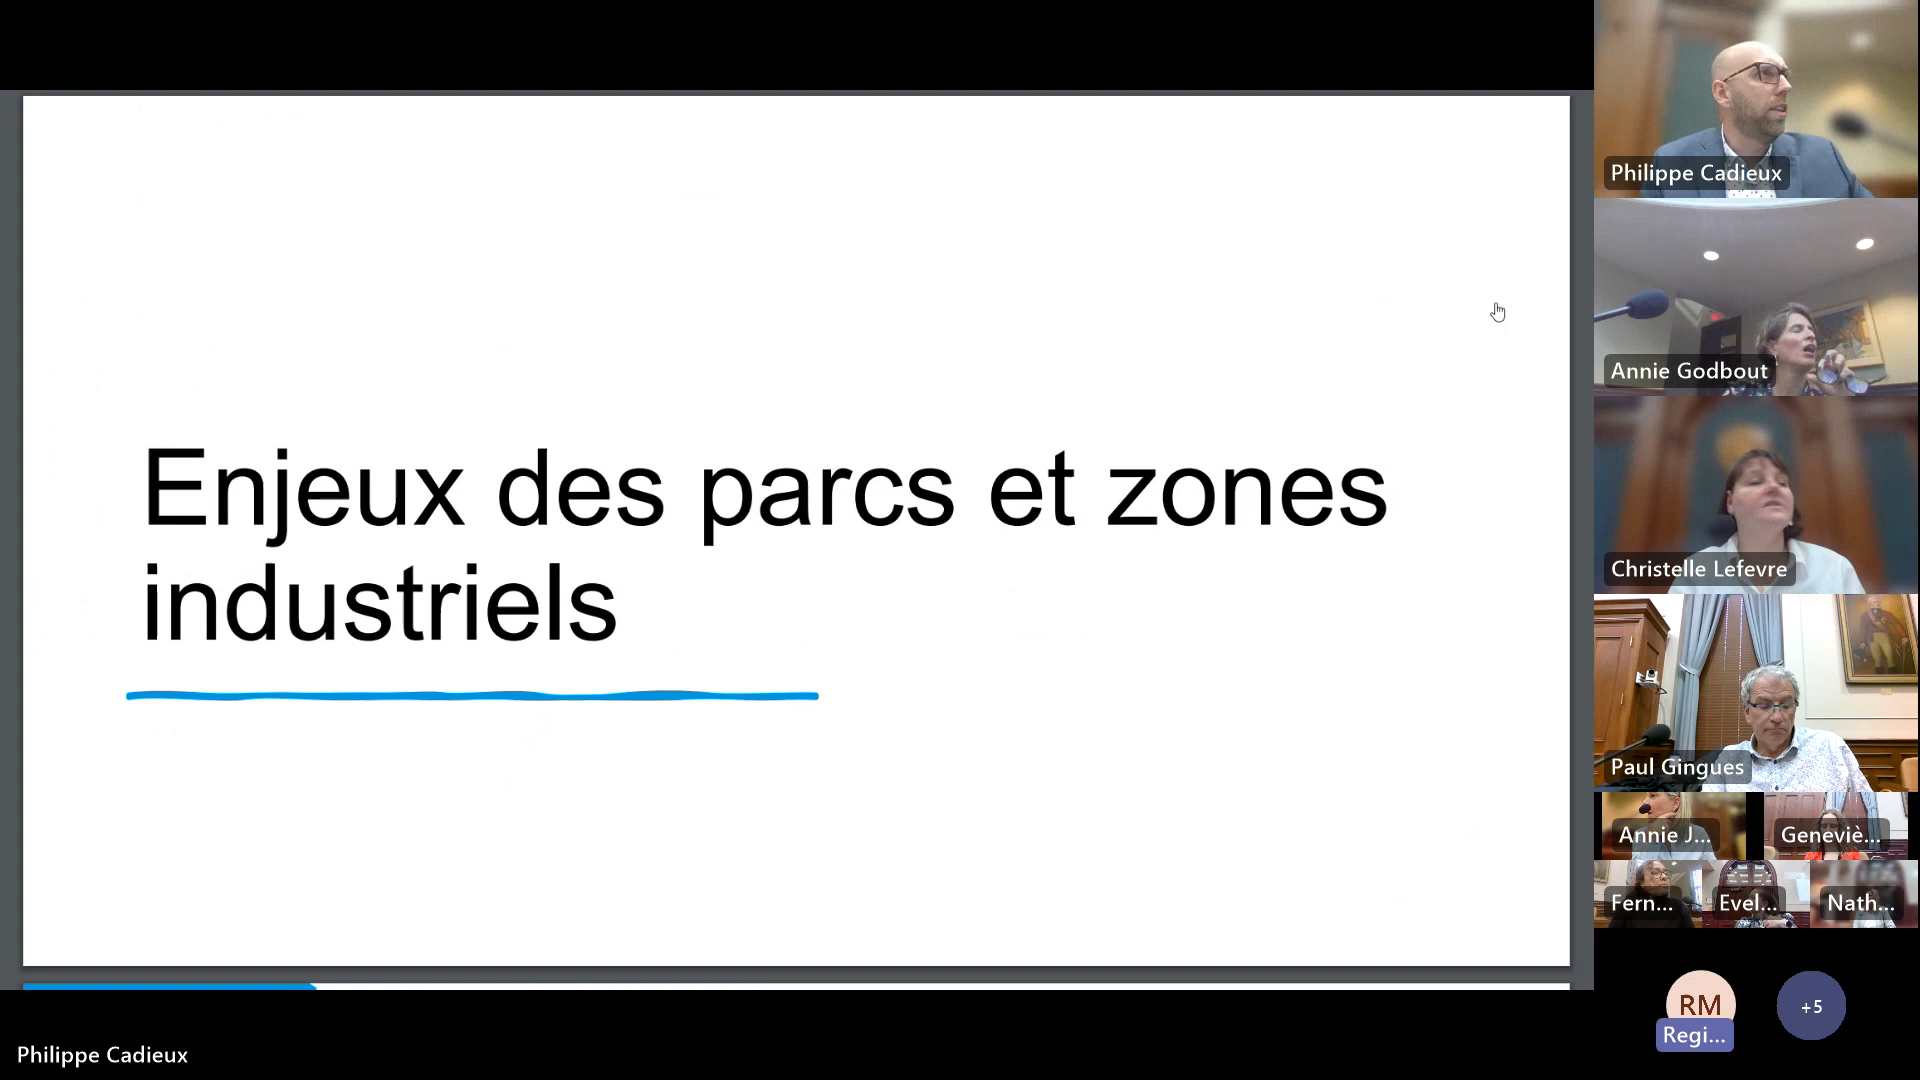 Enjeux des parcs et zones
industriels
Philippe Cadieux
Annie Godbout
Christelle Lefevre
Paul Gingues
Annie J...
Geneviè...
Fern...
Evel...
Nath...
RM
Regi...
+5
Philippe Cadieux